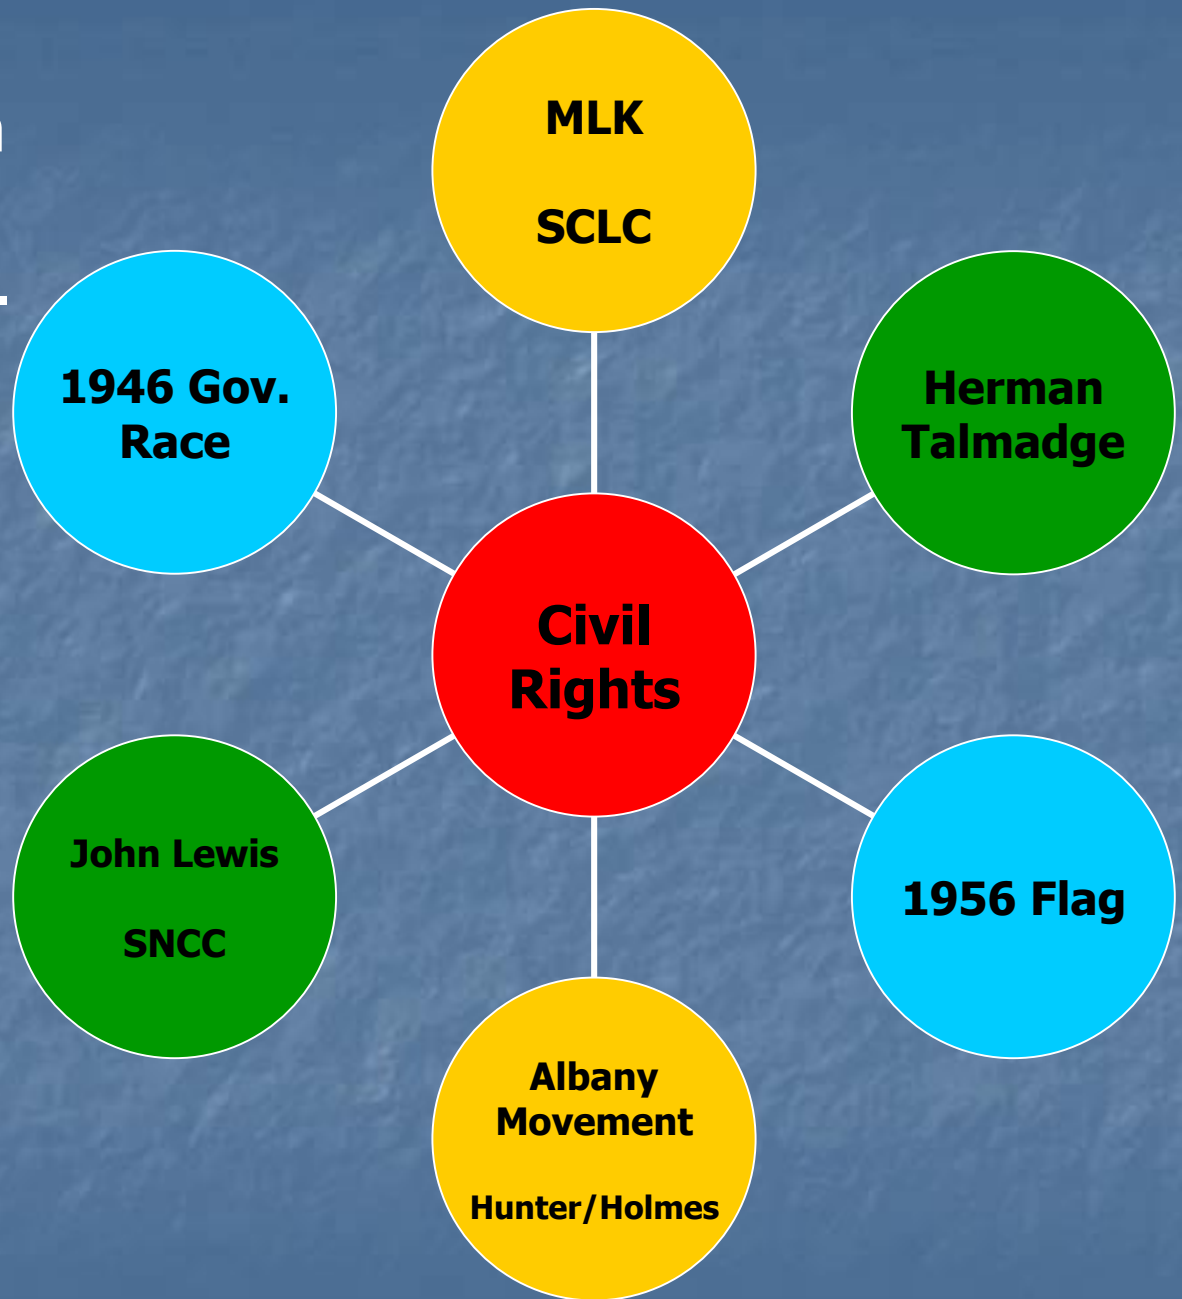 MLK
SCLC
1946 Gov.
Race
Herman
Talmadge
Civil
Rights
John Lewis
SNCC
1956 Flag
Albany
Movement
Hunter/Holmes